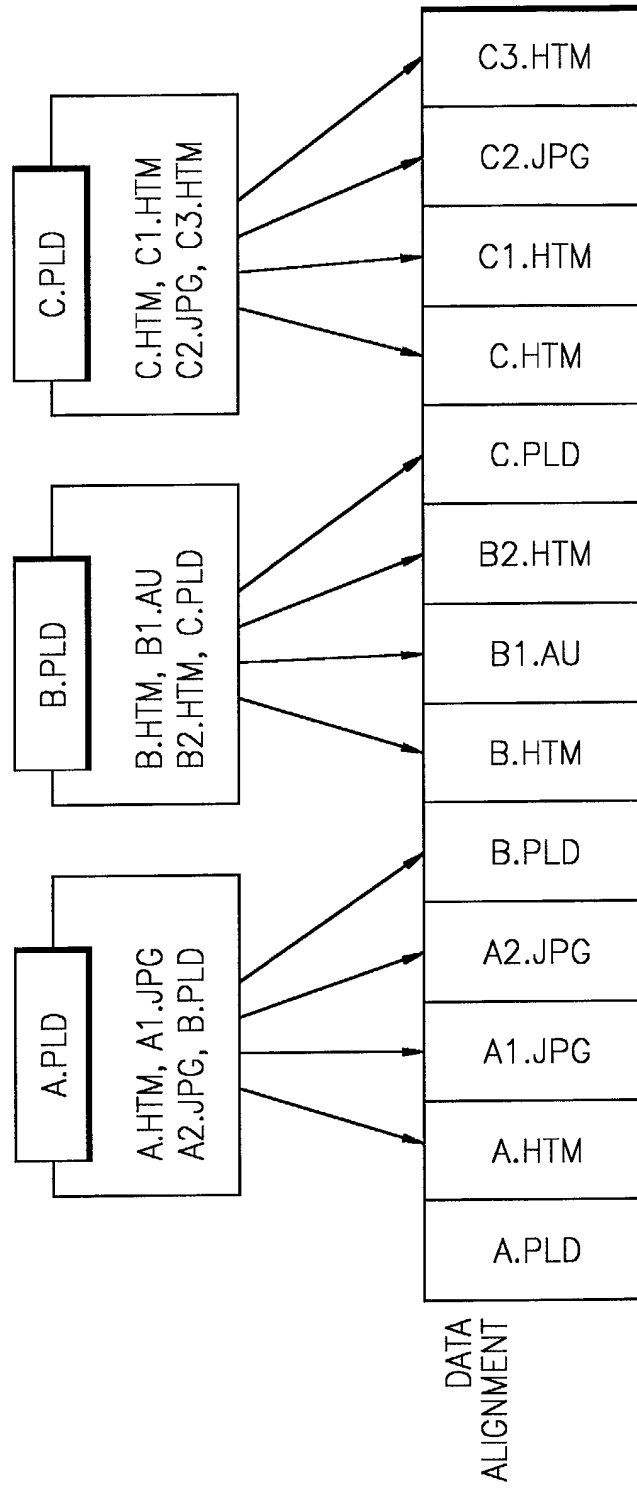 A.PLD
A.HTM, A1.JPG
A2.JPG, B.PLD
B.PLD
B.HTM, B1.AU
B2.HTM, C.PLD
C.PLD
C.HTM, C1.HTM
C2.JPG, C3.HTM
DATA
ALIGNMENT
A.PLD
A.HTM
A1.JPG
A2.JPG
B.PLD
B.HTM
B1.AU
B2.HTM
C.PLD
C.HTM
C1.HTM
C2.JPG
C3.HTM